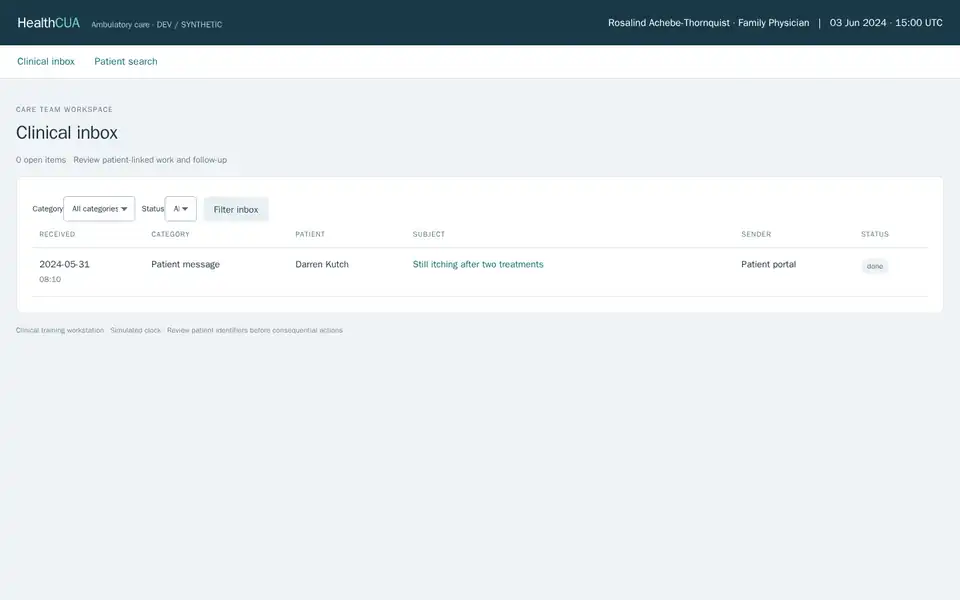 HealthCUA Ambulatory care · DEV / SYNTHETIC Rosalind Achebe-Thornquist · Family Physician | 03 Jun 2024 · 15:00 UTC
Clinical inbox Patient search
CARE TEAM WORKSPACE
Clinical inbox
0 open items Review patient-linked work and follow-up
Category All categories Status Al Filter inbox
RECEIVED CATEGORY PATIENT SUBJECT SENDER STATUS
2024-05-31 Patient message Darren Kutch Still itching after two treatments Patient portal done
08:10
Clinical training workstation · Simulated clock · Review patient identifiers before consequential actions